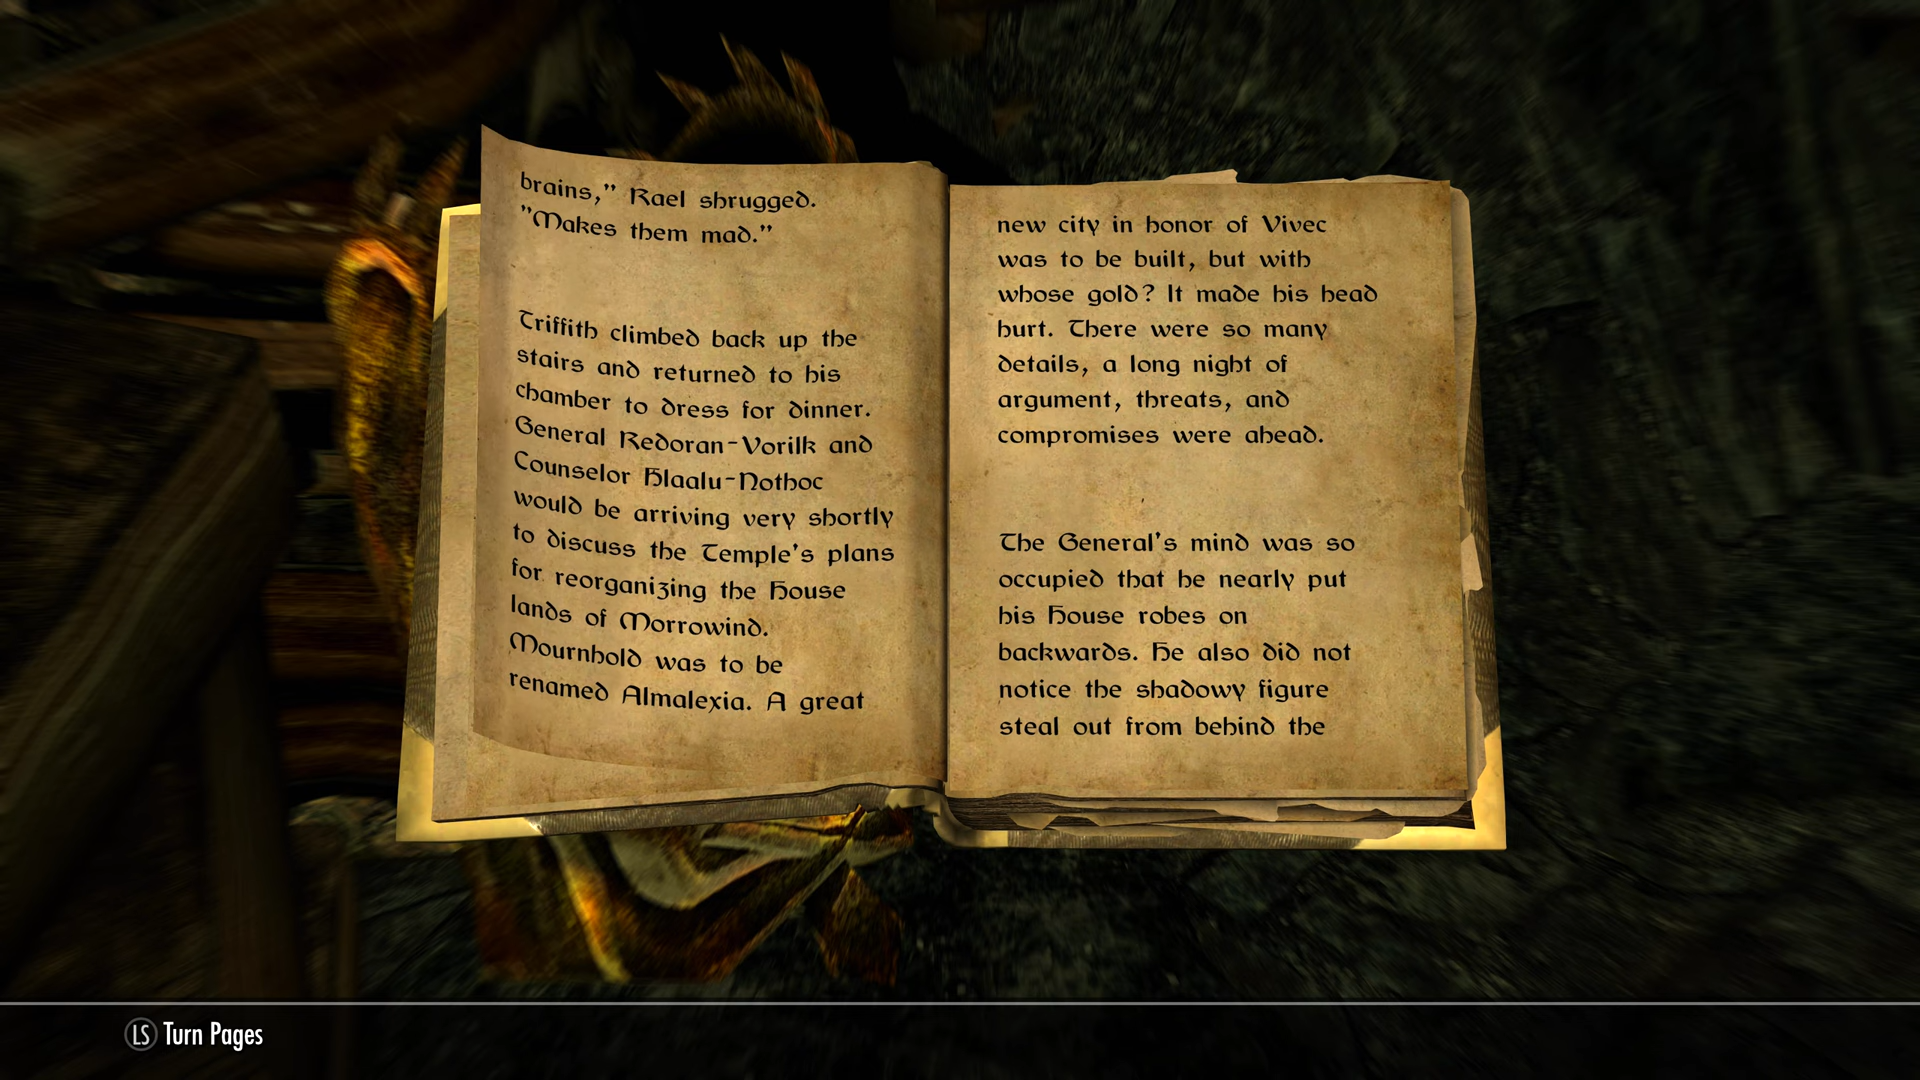 brains," Rael shrugged.
"Makes them mad."
Triffith climbed back up the
stairs and returned to his
chamber to dress for dinner.
General Redoran-Vorilk and
Counselor Hlaalu-Nothoc
would be arriving very shortly
to discuss the Temple's plans
for reorganizing the House
lands of Morrowind.
Mournhold was to be
renamed Almalexia. A great
new city in honor of Vivec
was to be built, but with
whose gold? It made his head
hurt. There were so many
details, a long night of
argument, threats, and
compromises were ahead.
The General's mind was so
occupied that he nearly put
his House robes on
backwards. He also did not
notice the shadowy figure
steal out from behind the
LS Turn Pages